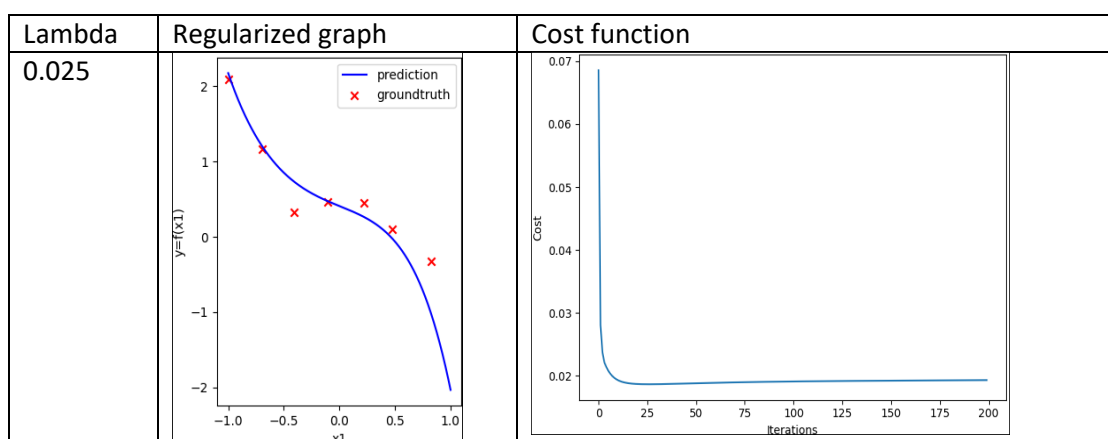 Lambda Regularized graph Cost function
0.025
prediction
groundtruth
2
1
0
−1
−2
y=f(x1)
−1.0 −0.5 0.0 0.5 1.0
x1
0.07
0.06
0.05
0.04
0.03
0.02
Cost
0 25 50 75 100 125 150 175 200
Iterations